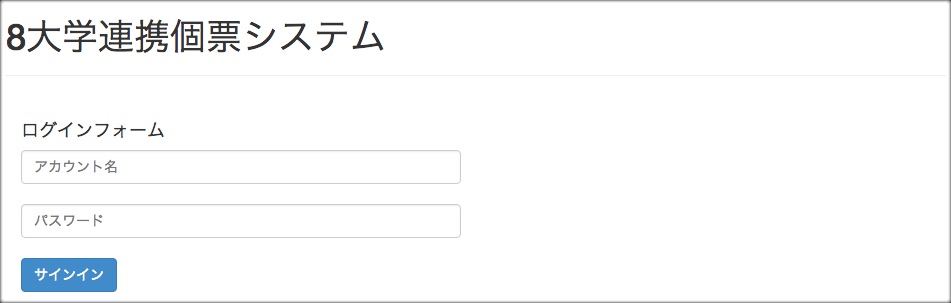 8大学連携個票システム
ログインフォーム
アカウント名
パスワード
サインイン